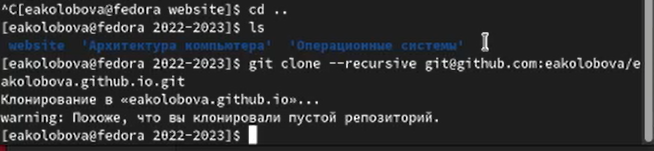 ^C[eakolobova@fedora website]$ cd ..
[eakolobova@fedora 2022-2023]$ ls
website 'Архитектура компьютера' 'Операционные системы'
[eakolobova@fedora 2022-2023]$ git clone --recursive git@github.com:eakolobova/e
akolobova.github.io.git
Клонирование в «eakolobova.github.io»...
warning: Похоже, что вы клонировали пустой репозиторий.
[eakolobova@fedora 2022-2023]$